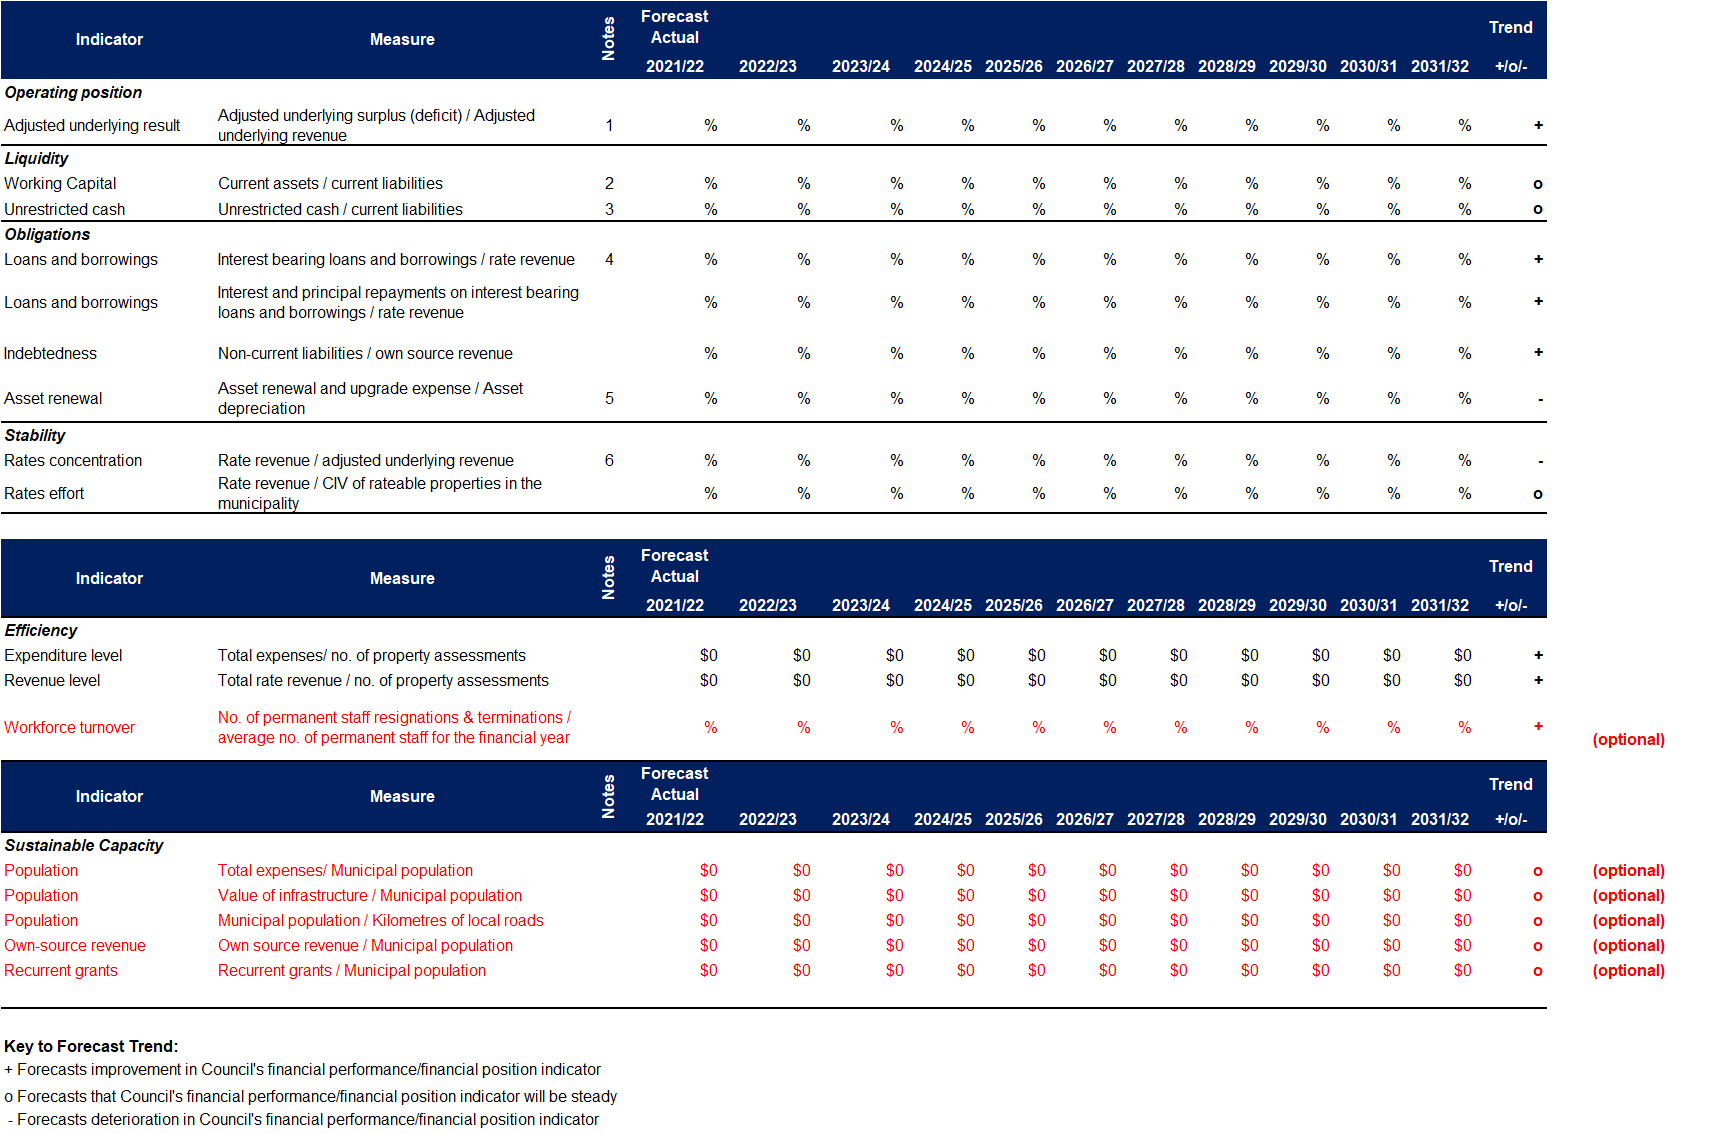 Indicator Measure Notes Forecast Actual Trend
2021/22 2022/23 2023/24 2024/25 2025/26 2026/27 2027/28 2028/29 2029/30 2030/31 2031/32 +/o/-
Operating position
Adjusted underlying result Adjusted underlying surplus (deficit) / Adjusted
underlying revenue 1 % % % % % % % % % % % +
Liquidity
Working Capital Current assets / current liabilities 2 % % % % % % % % % % % o
Unrestricted cash Unrestricted cash / current liabilities 3 % % % % % % % % % % % o
Obligations
Loans and borrowings Interest bearing loans and borrowings / rate revenue 4 % % % % % % % % % % % +
Loans and borrowings Interest and principal repayments on interest bearing
loans and borrowings / rate revenue % % % % % % % % % % % +
Indebtedness Non-current liabilities / own source revenue % % % % % % % % % % % +
Asset renewal Asset renewal and upgrade expense / Asset
depreciation 5 % % % % % % % % % % % -
Stability
Rates concentration Rate revenue / adjusted underlying revenue 6 % % % % % % % % % % % -
Rates effort Rate revenue / CIV of rateable properties in the
municipality % % % % % % % % % % % o
Indicator Measure Notes Forecast Actual Trend
2021/22 2022/23 2023/24 2024/25 2025/26 2026/27 2027/28 2028/29 2029/30 2030/31 2031/32 +/o/-
Efficiency
Expenditure level Total expenses/ no. of property assessments $0 $0 $0 $0 $0 $0 $0 $0 $0 $0 $0 +
Revenue level Total rate revenue / no. of property assessments $0 $0 $0 $0 $0 $0 $0 $0 $0 $0 $0 +
Workforce turnover No. of permanent staff resignations & terminations /
average no. of permanent staff for the financial year % % % % % % % % % % % + (optional)
Indicator Measure Notes Forecast Actual Trend
2021/22 2022/23 2023/24 2024/25 2025/26 2026/27 2027/28 2028/29 2029/30 2030/31 2031/32 +/o/-
Sustainable Capacity
Population Total expenses/ Municipal population $0 $0 $0 $0 $0 $0 $0 $0 $0 $0 $0 o (optional)
Population Value of infrastructure / Municipal population $0 $0 $0 $0 $0 $0 $0 $0 $0 $0 $0 o (optional)
Population Municipal population / Kilometres of local roads $0 $0 $0 $0 $0 $0 $0 $0 $0 $0 $0 o (optional)
Own-source revenue Own source revenue / Municipal population $0 $0 $0 $0 $0 $0 $0 $0 $0 $0 $0 o (optional)
Recurrent grants Recurrent grants / Municipal population $0 $0 $0 $0 $0 $0 $0 $0 $0 $0 $0 o (optional)
Key to Forecast Trend:
+ Forecasts improvement in Council's financial performance/financial position indicator
o Forecasts that Council's financial performance/financial position indicator will be steady
- Forecasts deterioration in Council's financial performance/financial position indicator